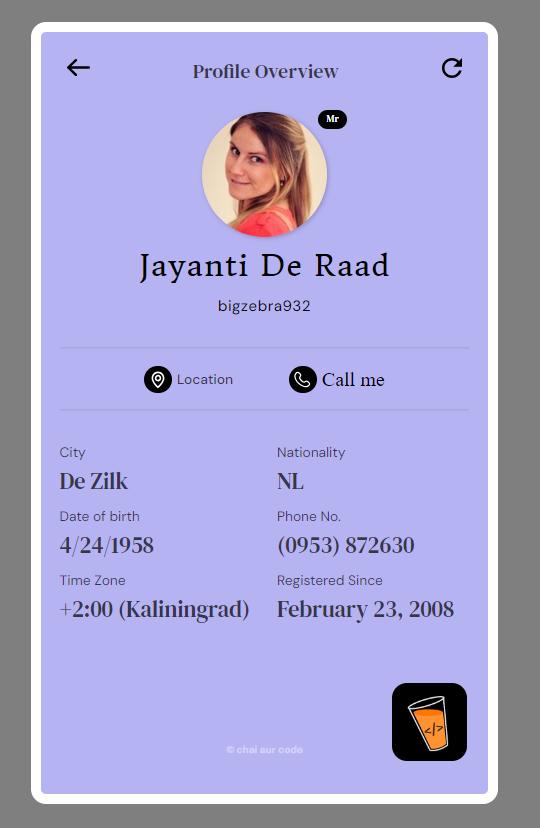 Profile Overview
Mr
Jayanti De Raad
bigzebra932
Location
Call me
City
Nationality
De Zilk
NL
Date of birth
Phone No.
4/24/1958
(0953) 872630
Time Zone
Registered Since
+2:00 (Kaliningrad)
February 23, 2008
</>
© chai aur code